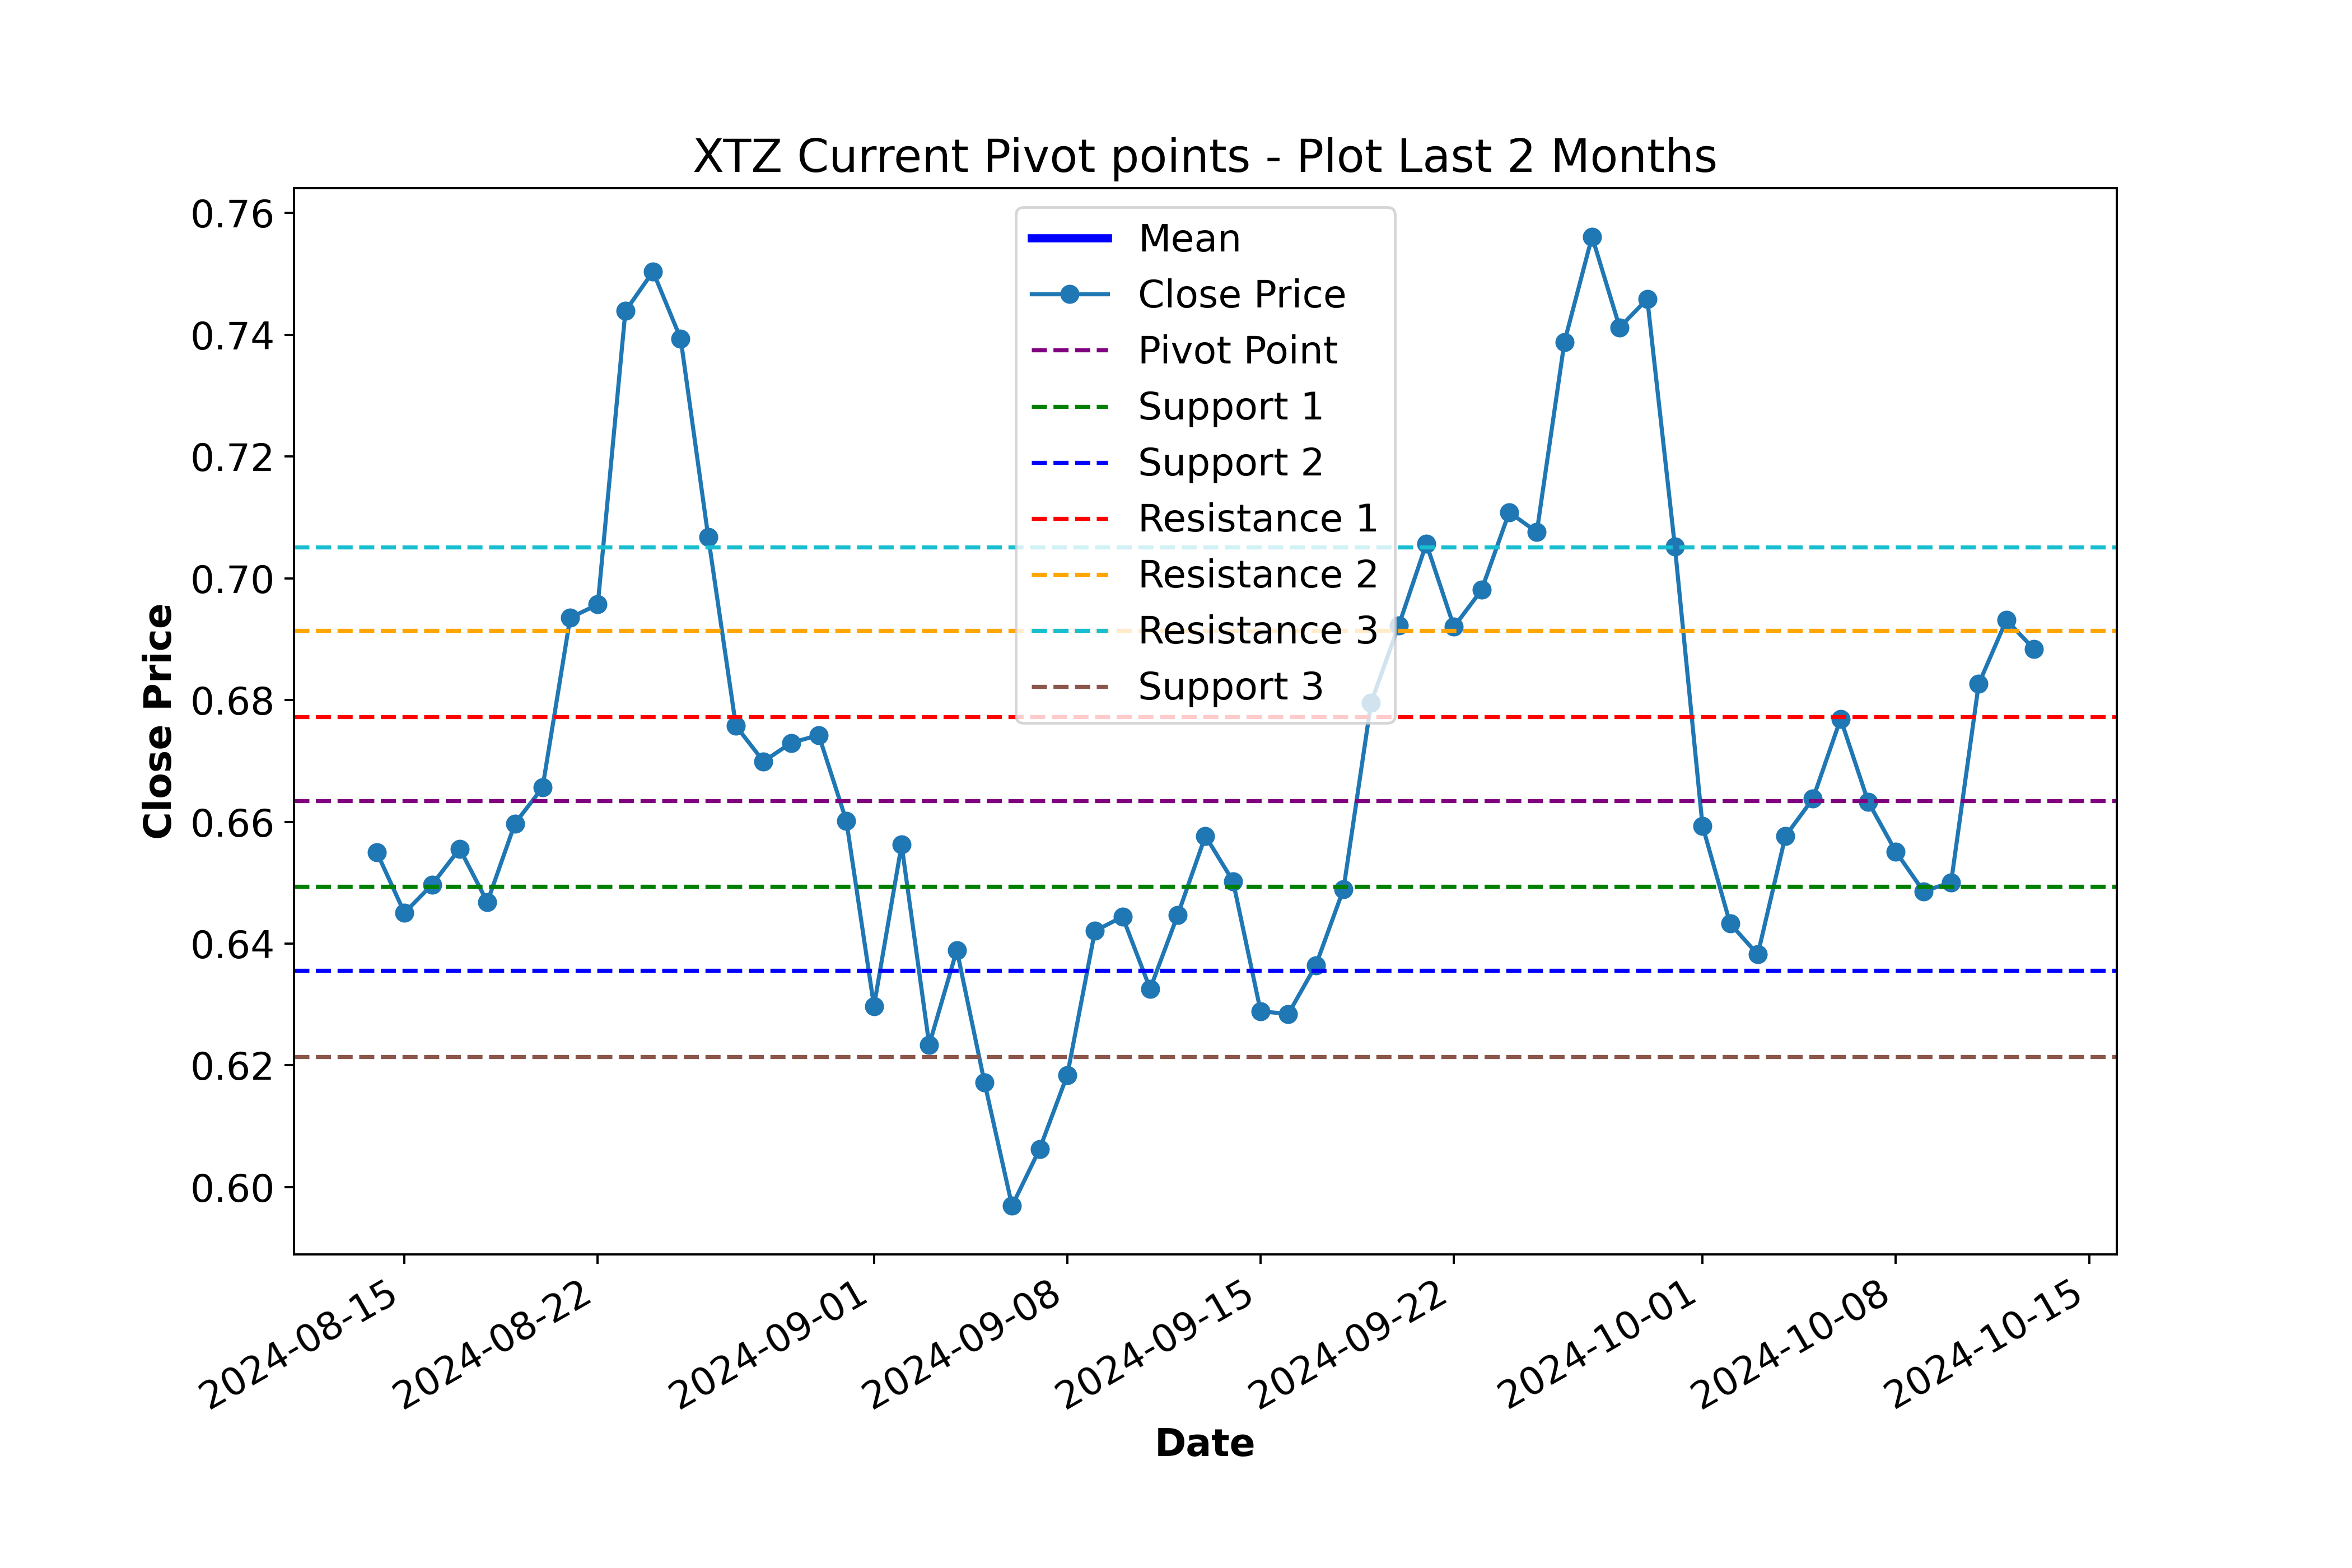 XTZ Current Pivot points - Plot Last 2 Months
Mean
Close Price
Pivot Point
Support 1
Support 2
Resistance 1
Resistance 2
Resistance 3
Support 3
Close Price
0.76
0.74
0.72
0.70
0.68
0.66
0.64
0.62
0.60
2024-08-15
2024-08-22
2024-09-01
2024-09-08
2024-09-15
2024-09-22
2024-10-01
2024-10-08
2024-10-15
Date